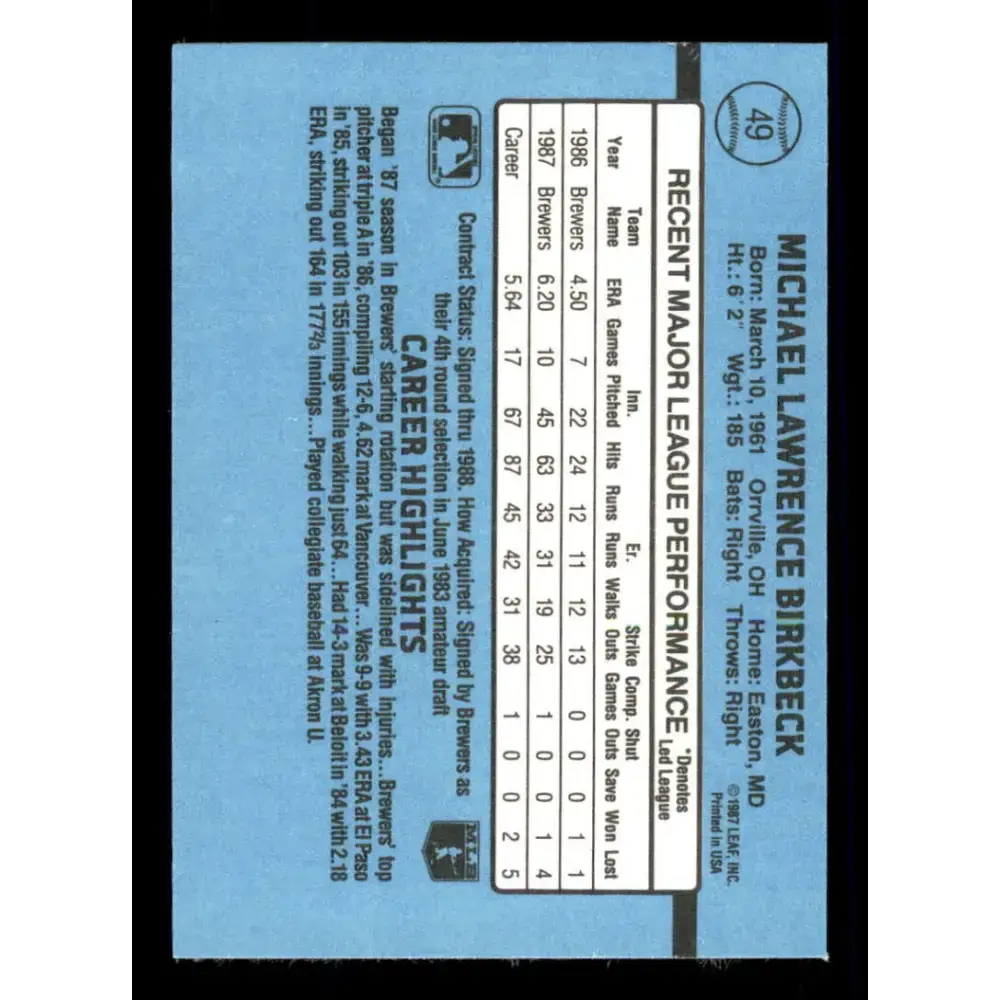 49
MICHAEL LAWRENCE BIRKBECK
Born: March 10, 1961 Orrville, OH Home: Easton, MD
Ht.: 6'2" Wgt.: 185 Bats: Right Throws: Right
©1987 LEAF, INC.
Printed in USA
RECENT MAJOR LEAGUE PERFORMANCE
*Denotes
Led League
Team Inn. Er. Strike Comp. Shut
Year Name ERA Games Pitched Hits Runs Runs Walks Outs Games Outs Save Won Lost
1986 Brewers 4.50 7 22 24 12 11 12 13 0 0 0 1 1
1987 Brewers 6.20 10 45 63 33 31 19 25 1 0 0 1 4
Career 5.64 17 67 87 45 42 31 38 1 0 0 2 5
Contract Status: Signed thru 1988. How Acquired: Signed by Brewers as
their 4th round selection in June 1983 amateur draft
MLB
CAREER HIGHLIGHTS
Began '87 season in Brewers' starting rotation but was sidelined with injuries...Brewers' top
pitcher at triple A in '86, compiling 12-6, 4.62 mark at Vancouver...Was 9-9 with 3.43 ERA at El Paso
in '85, striking out 103 in 155 innings while walking just 64...Had 14-3 mark at Beloit in '84 with 2.18
ERA, striking out 164 in 177⅔ innings...Played collegiate baseball at Akron U.